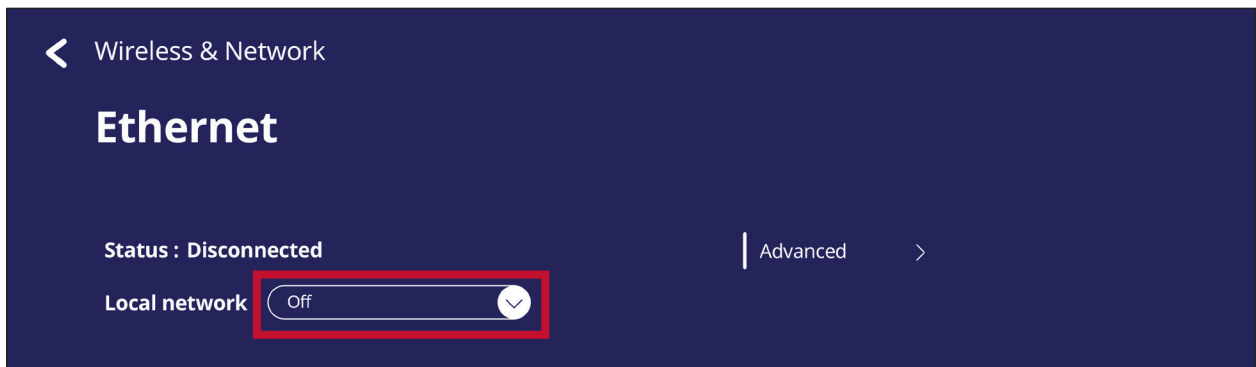 Wireless & Network
Ethernet
Status : Disconnected
Advanced
Local network
Off